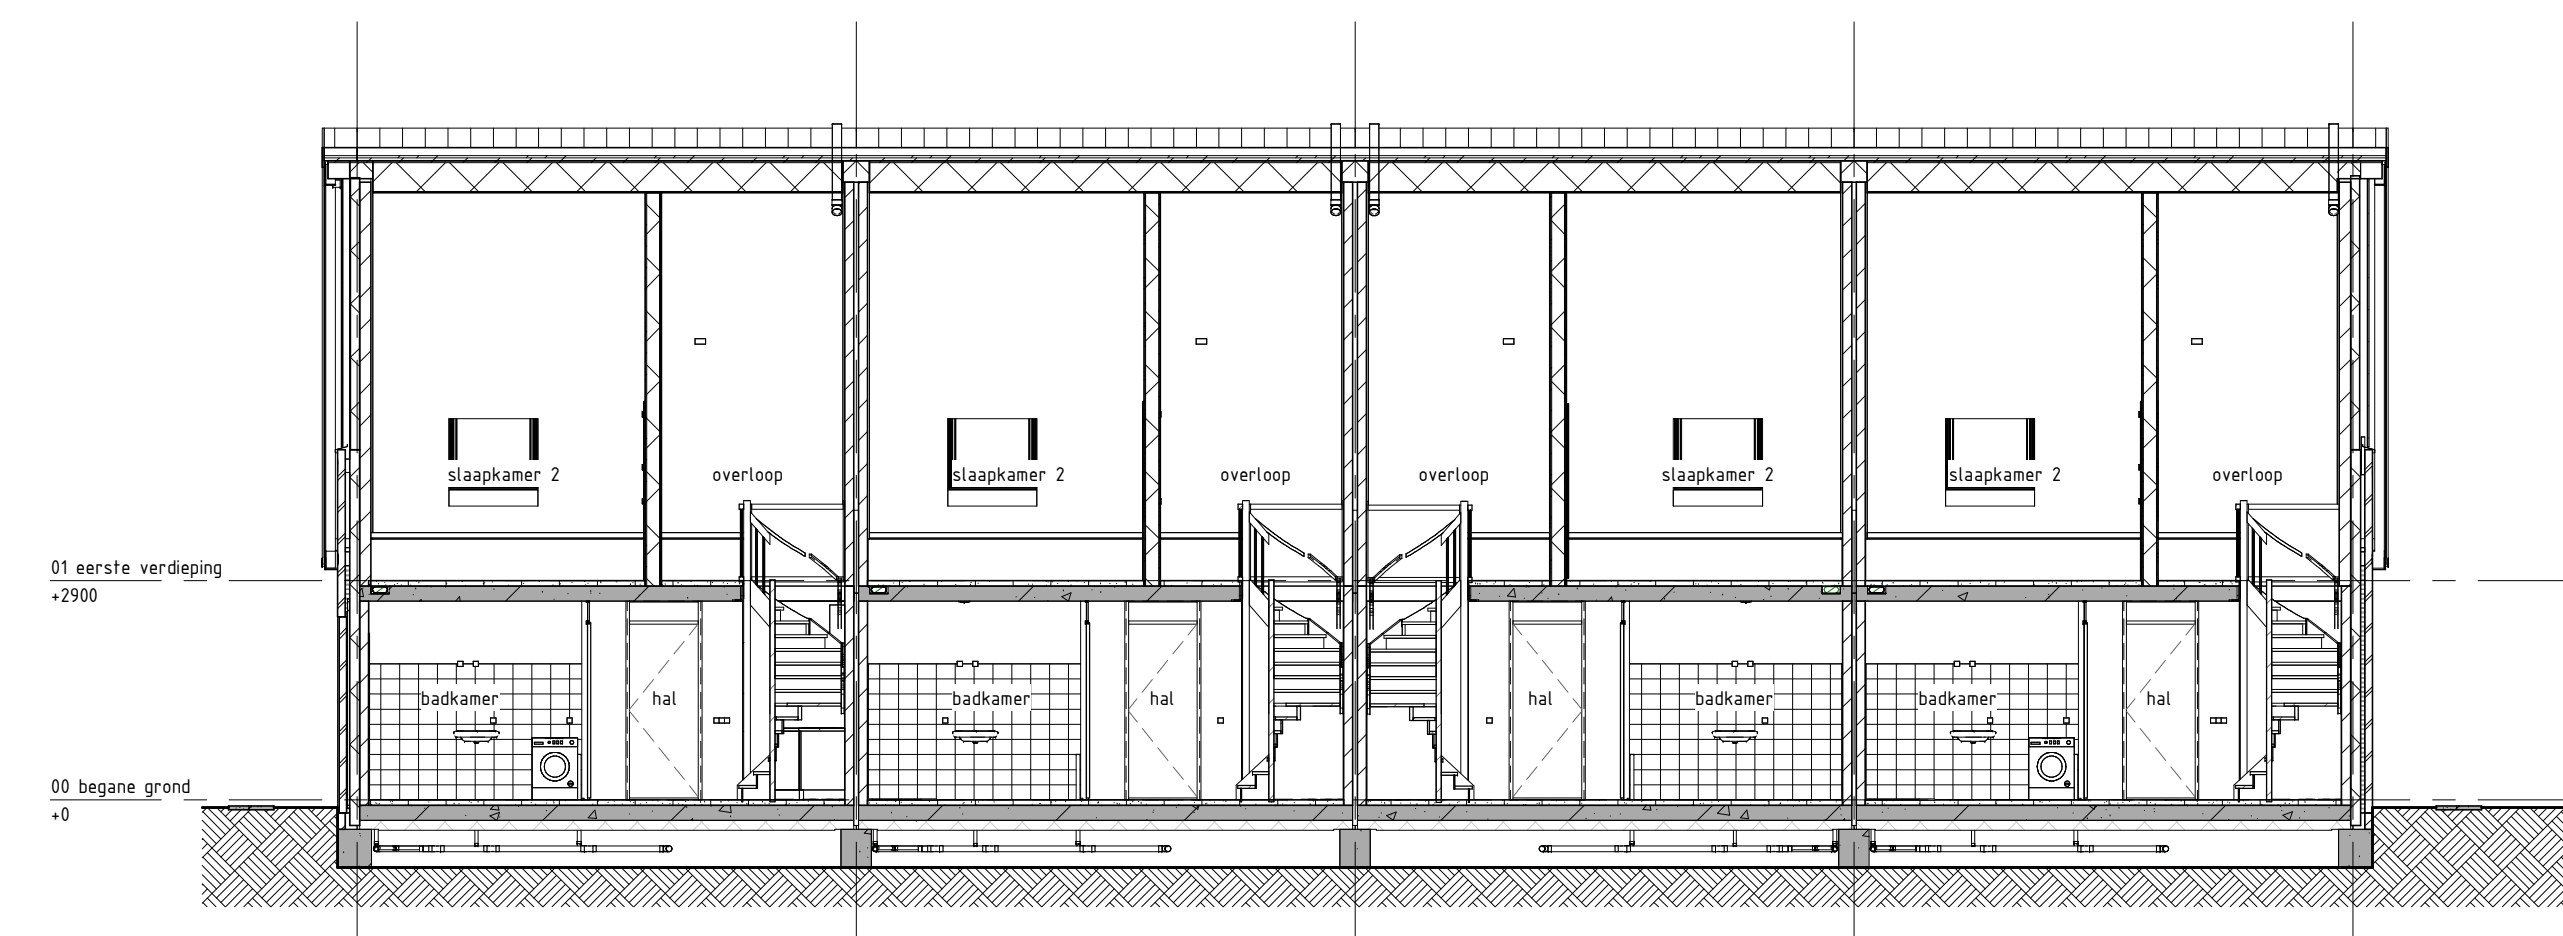 slaapkamer 2
overloop
slaapkamer 2
overloop
overloop
slaapkamer 2
slaapkamer 2
overloop
01 eerste verdieping
+2900
badkamer
hal
badkamer
hal
hal
badkamer
badkamer
hal
00 begane grond
+0